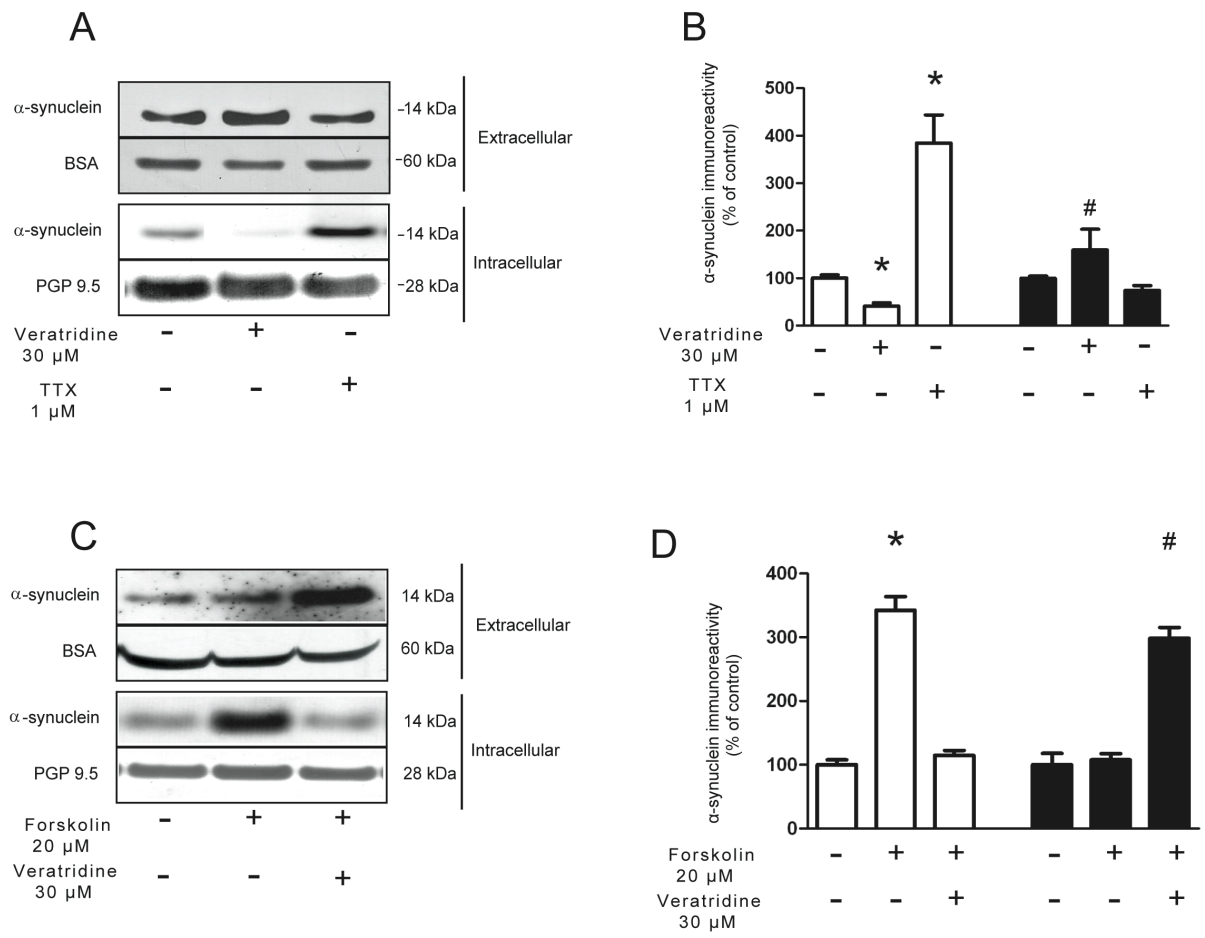 A
α-synuclein
–14 kDa
BSA
–60 kDa
Extracellular
α-synuclein
–14 kDa
PGP 9.5
–28 kDa
Intracellular
Veratridine
30 µM
– + –
TTX
1 µM
– – +
B
α-synuclein immunoreactivity
(% of control)
500
400
300
200
100
0
* * #
Veratridine
30 µM
– + – – + –
TTX
1 µM
– – + – – +
C
α-synuclein
14 kDa
BSA
60 kDa
Extracellular
α-synuclein
14 kDa
PGP 9.5
28 kDa
Intracellular
Forskolin
20 µM
– + +
Veratridine
30 µM
– – +
D
α-synuclein immunoreactivity
(% of control)
400
300
200
100
0
* #
Forskolin
20 µM
– + + – + +
Veratridine
30 µM
– – + – – +